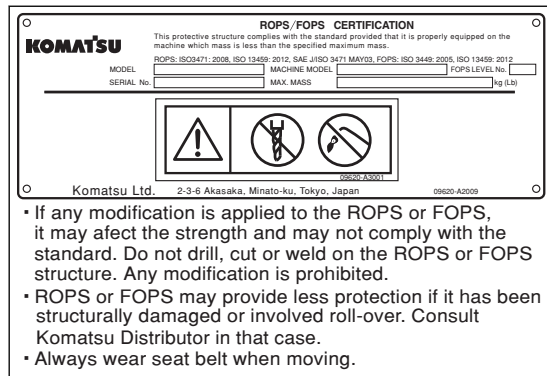 ROPS/FOPS CERTIFICATION
KOMATSU
This protective structure complies with the standard provided that it is properly equipped on the
machine which mass is less than the specified maximum mass.
ROPS: ISO3471: 2008, ISO 13459: 2012, SAE J/ISO 3471 MAY03, FOPS: ISO 3449: 2005, ISO 13459: 2012
MODEL MACHINE MODEL FOPS LEVEL No.
SERIAL No. MAX. MASS kg (Lb)
09620-A3001
Komatsu Ltd. 2-3-6 Akasaka, Minato-ku, Tokyo, Japan 09620-A2009
▪ If any modification is applied to the ROPS or FOPS,
it may afect the strength and may not comply with the
standard. Do not drill, cut or weld on the ROPS or FOPS
structure. Any modification is prohibited.
▪ ROPS or FOPS may provide less protection if it has been
structurally damaged or involved roll-over. Consult
Komatsu Distributor in that case.
▪ Always wear seat belt when moving.